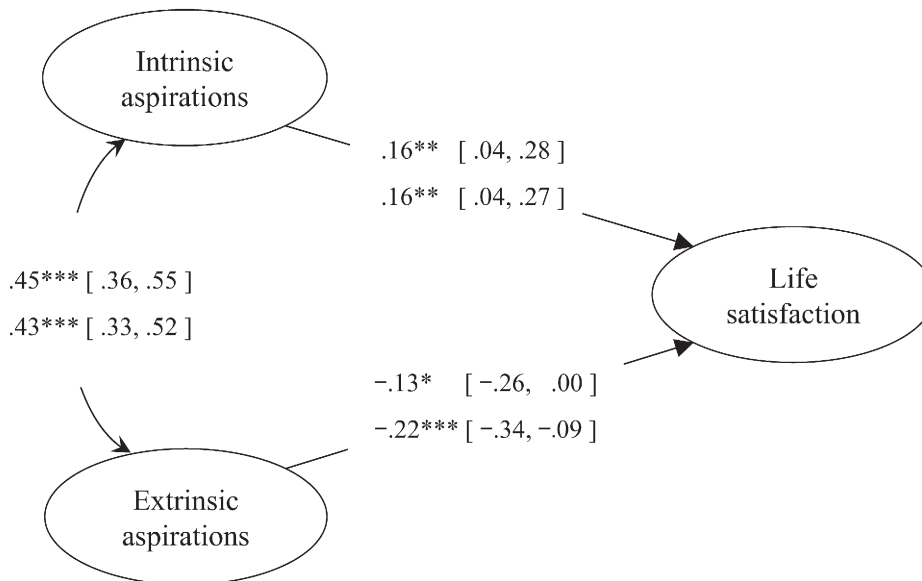 Intrinsic
aspirations
.16** [ .04, .28 ]
.16** [ .04, .27 ]
.45*** [ .36, .55 ]
.43*** [ .33, .52 ]
Life
satisfaction
−.13* [ −.26, .00 ]
−.22*** [ −.34, −.09 ]
Extrinsic
aspirations